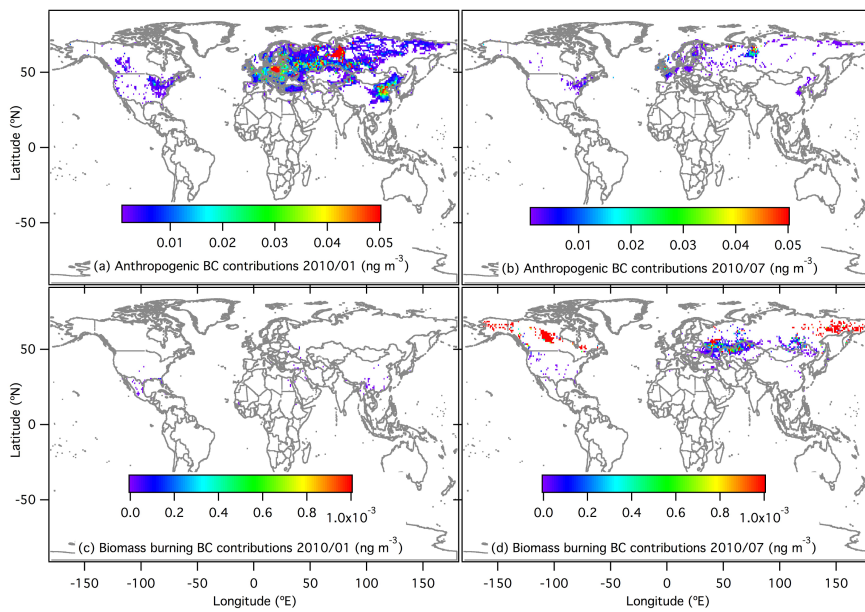 50
0
-50
Latitude (ºN)
0.01 0.02 0.03 0.04 0.05
(a) Anthropogenic BC contributions 2010/01 (ng m-3)
0.01 0.02 0.03 0.04 0.05
(b) Anthropogenic BC contributions 2010/07 (ng m-3)
50
0
-50
Latitude (ºN)
0.0 0.2 0.4 0.6 0.8
1.0x10-3
(c) Biomass burning BC contributions 2010/01 (ng m-3)
0.0 0.2 0.4 0.6 0.8
1.0x10-3
(d) Biomass burning BC contributions 2010/07 (ng m-3)
-150 -100 -50 0 50 100 150
Longitude (ºE)
-150 -100 -50 0 50 100 150
Longitude (ºE)